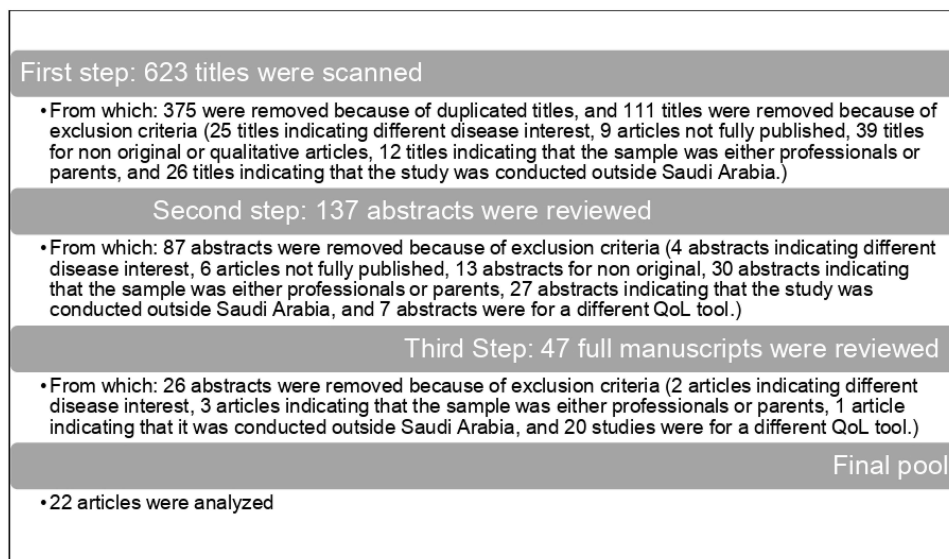 First step: 623 titles were scanned
•From which: 375 were removed because of duplicated titles, and 111 titles were removed because of
exclusion criteria (25 titles indicating different disease interest, 9 articles not fully published, 39 titles
for non original or qualitative articles, 12 titles indicating that the sample was either professionals or
parents, and 26 titles indicating that the study was conducted outside Saudi Arabia.)
Second step: 137 abstracts were reviewed
•From which: 87 abstracts were removed because of exclusion criteria (4 abstracts indicating different
disease interest, 6 articles not fully published, 13 abstracts for non original, 30 abstracts indicating
that the sample was either professionals or parents, 27 abstracts indicating that the study was
conducted outside Saudi Arabia, and 7 abstracts were for a different QoL tool.)
Third Step: 47 full manuscripts were reviewed
•From which: 26 abstracts were removed because of exclusion criteria (2 articles indicating different
disease interest, 3 articles indicating that the sample was either professionals or parents, 1 article
indicating that it was conducted outside Saudi Arabia, and 20 studies were for a different QoL tool.)
Final pool
•22 articles were analyzed